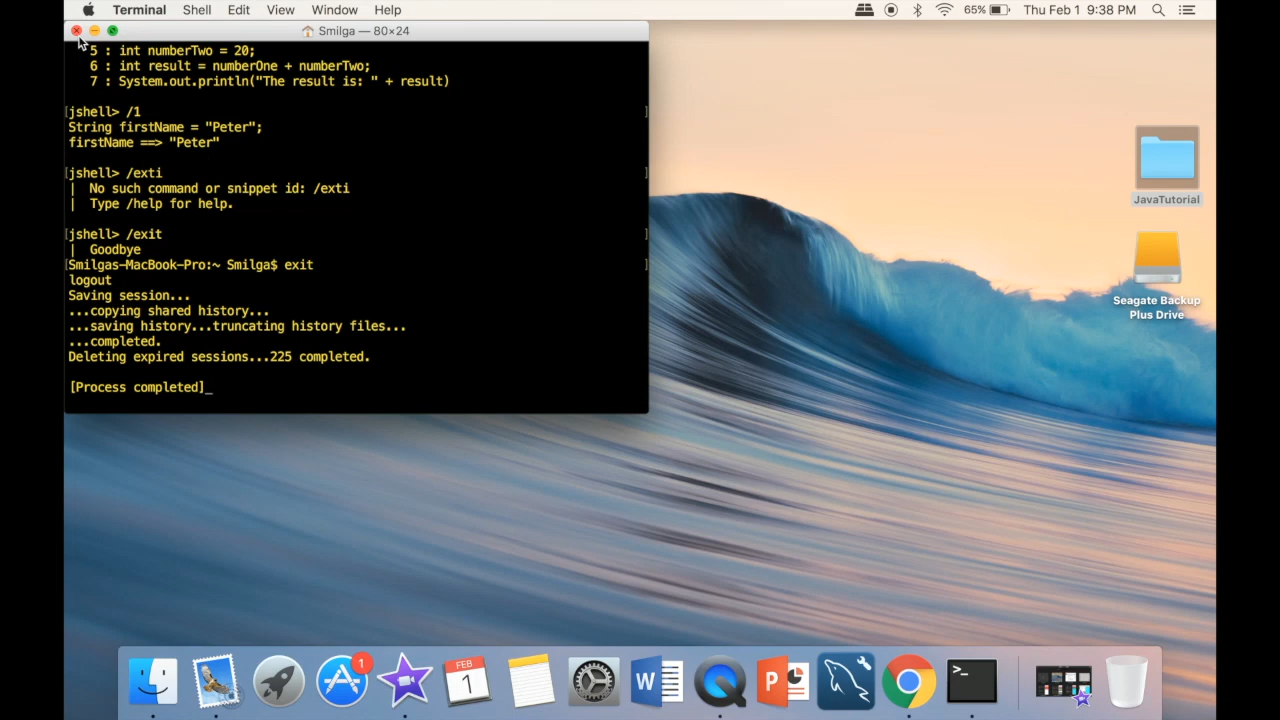 Terminal Shell Edit View Window Help 65% Thu Feb 1 9:38 PM
Smilga — 80×24
5 : int numberTwo = 20;
6 : int result = numberOne + numberTwo;
7 : System.out.println("The result is: " + result)
[jshell> /1 ]
String firstName = "Peter";
firstName ==> "Peter"
[jshell> /exti ]
| No such command or snippet id: /exti
| Type /help for help.
[jshell> /exit ]
| Goodbye
[Smilgas-MacBook-Pro:~ Smilga$ exit ]
logout
Saving session...
...copying shared history...
...saving history...truncating history files...
...completed.
Deleting expired sessions...225 completed.
[Process completed]_
JavaTutorial
Seagate Backup
Plus Drive
1
FEB
1
W
P
>_